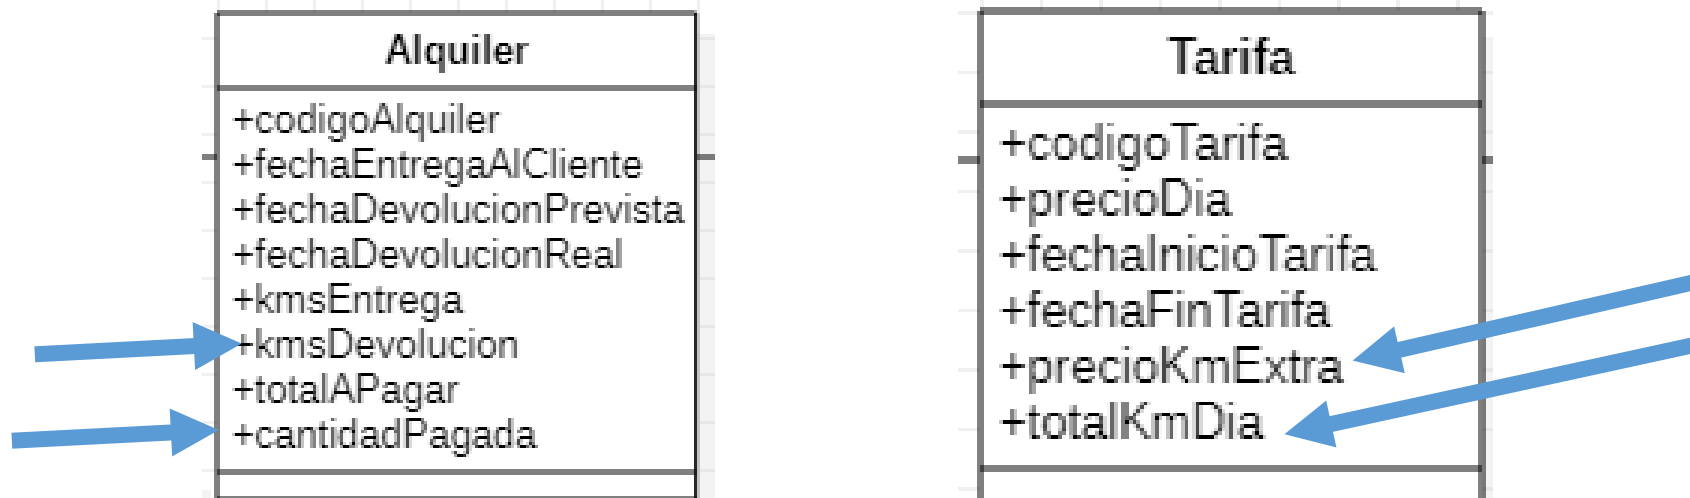 Alquiler
+codigoAlquiler
+fechaEntregaAlCliente
+fechaDevolucionPrevista
+fechaDevolucionReal
+kmsEntrega
+kmsDevolucion
+totalAPagar
+cantidadPagada
Tarifa
+codigoTarifa
+precioDia
+fechaInicioTarifa
+fechaFinTarifa
+precioKmExtra
+totalKmDia